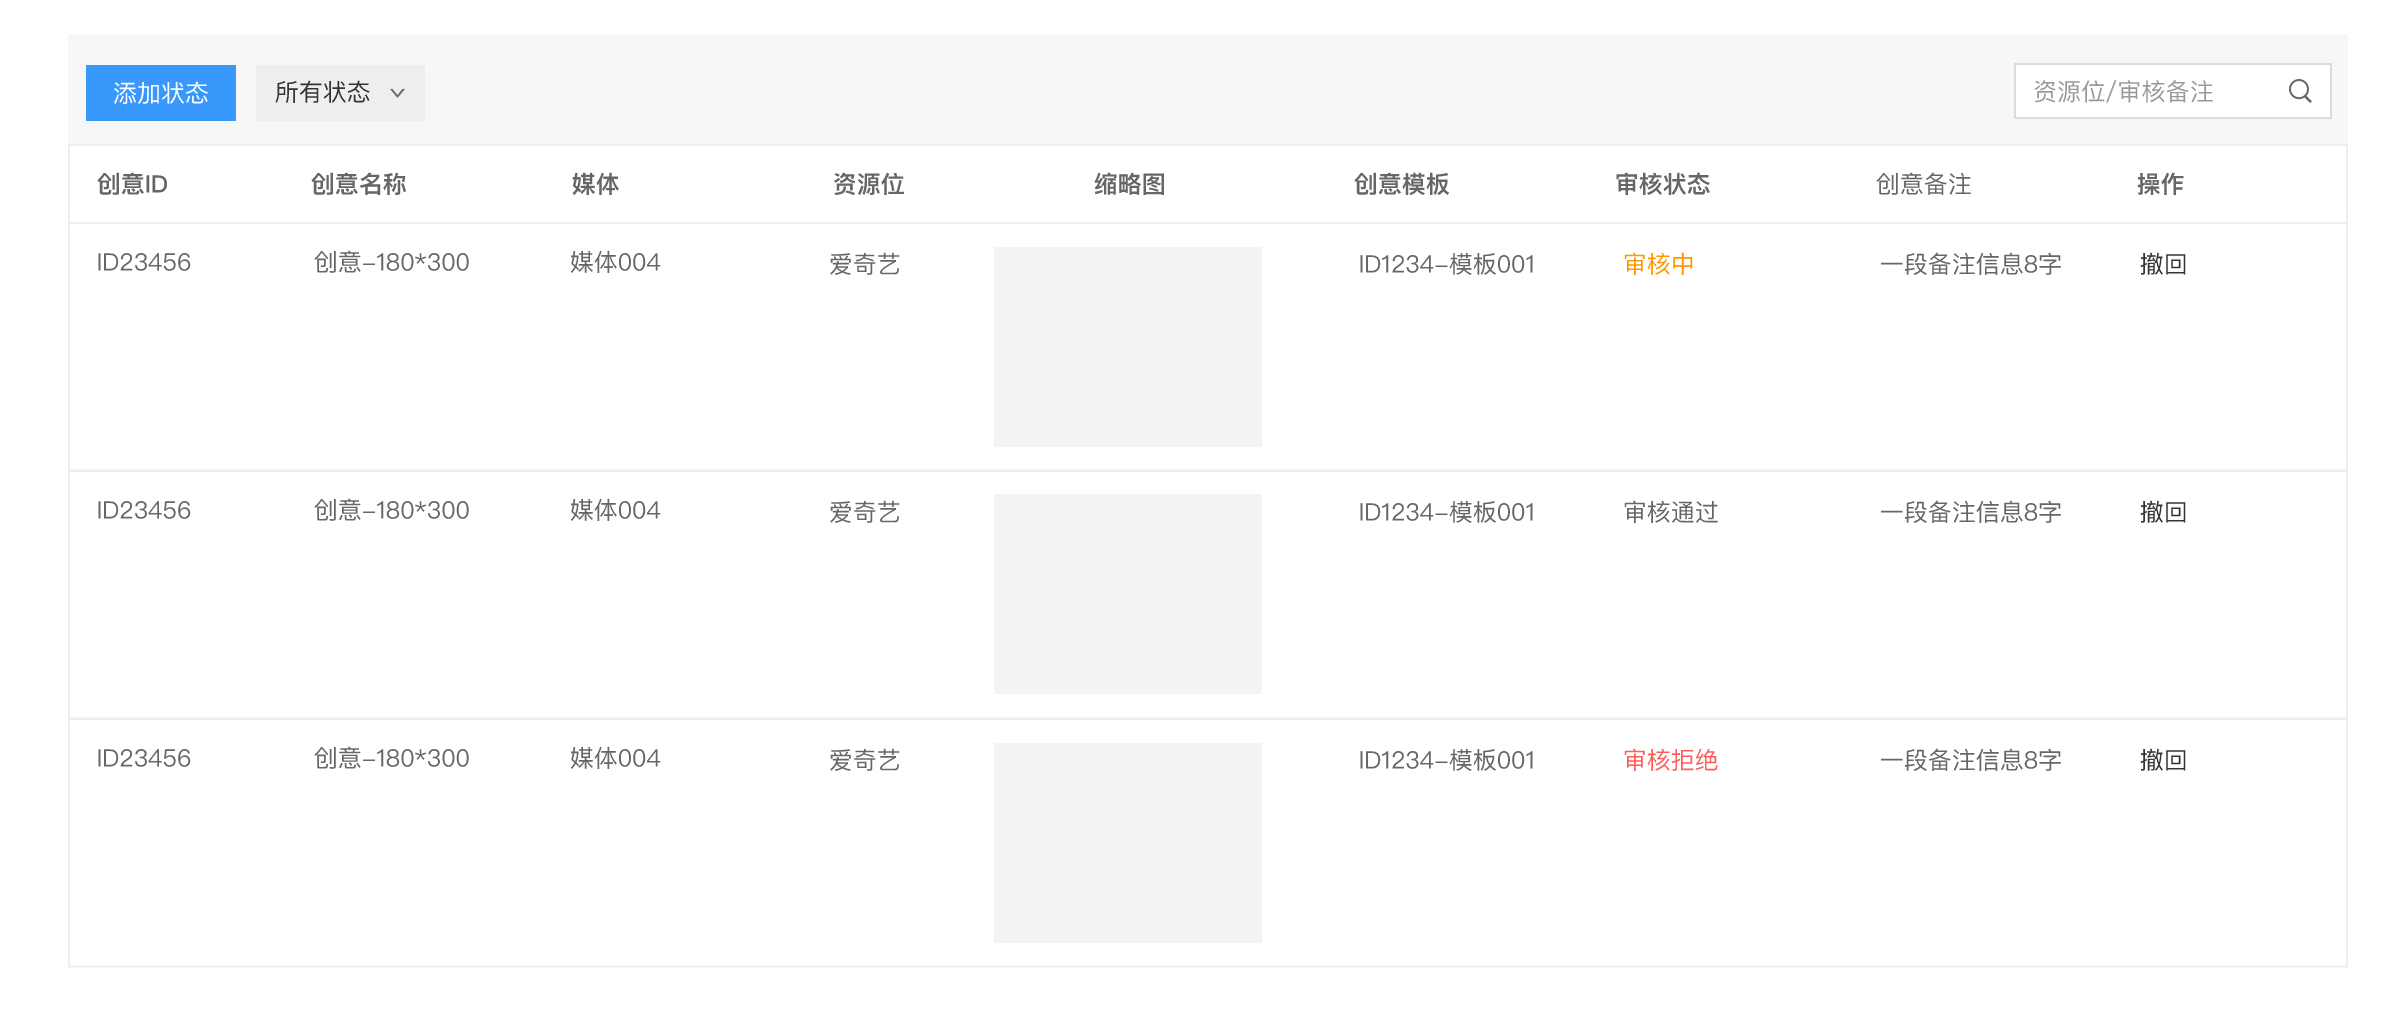 添加状态 所有状态 资源位/审核备注
创意ID 创意名称 媒体 资源位 缩略图 创意模板 审核状态 创意备注 操作
ID23456 创意-180*300 媒体004 爱奇艺 ID1234-模板001 审核中 一段备注信息8字 撤回
ID23456 创意-180*300 媒体004 爱奇艺 ID1234-模板001 审核通过 一段备注信息8字 撤回
ID23456 创意-180*300 媒体004 爱奇艺 ID1234-模板001 审核拒绝 一段备注信息8字 撤回